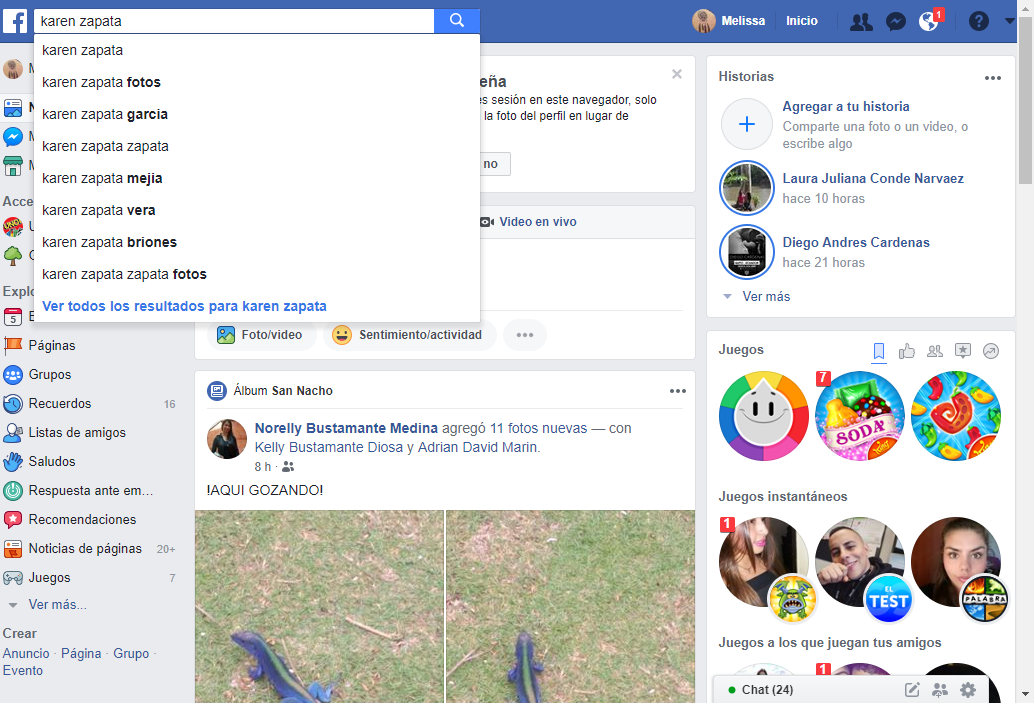 karen zapata
Melissa
Inicio
1
karen zapata
karen zapata fotos
karen zapata garcia
karen zapata zapata
karen zapata mejia
karen zapata vera
karen zapata briones
karen zapata zapata fotos
Ver todos los resultados para karen zapata
Acce
Explo
5
Páginas
Grupos
Recuerdos 16
Listas de amigos
Saludos
Respuesta ante em...
Recomendaciones
Noticias de páginas 20+
Juegos 7
Ver más...
Crear
Anuncio · Página · Grupo ·
Evento
eña
es sesión en este navegador, solo
la foto del perfil en lugar de
no
Video en vivo
Foto/video
Sentimiento/actividad
Álbum San Nacho
Norelly Bustamante Medina agregó 11 fotos nuevas — con
Kelly Bustamante Diosa y Adrian David Marin.
8 h ·
!AQUI GOZANDO!
Historias
Agregar a tu historia
Comparte una foto o un video, o
escribe algo
Laura Juliana Conde Narvaez
hace 10 horas
Diego Andres Cardenas
hace 21 horas
Ver más
Juegos
7
SODA
Juegos instantáneos
1
EL
TEST
PALABRA
Juegos a los que juegan tus amigos
1
Chat (24)